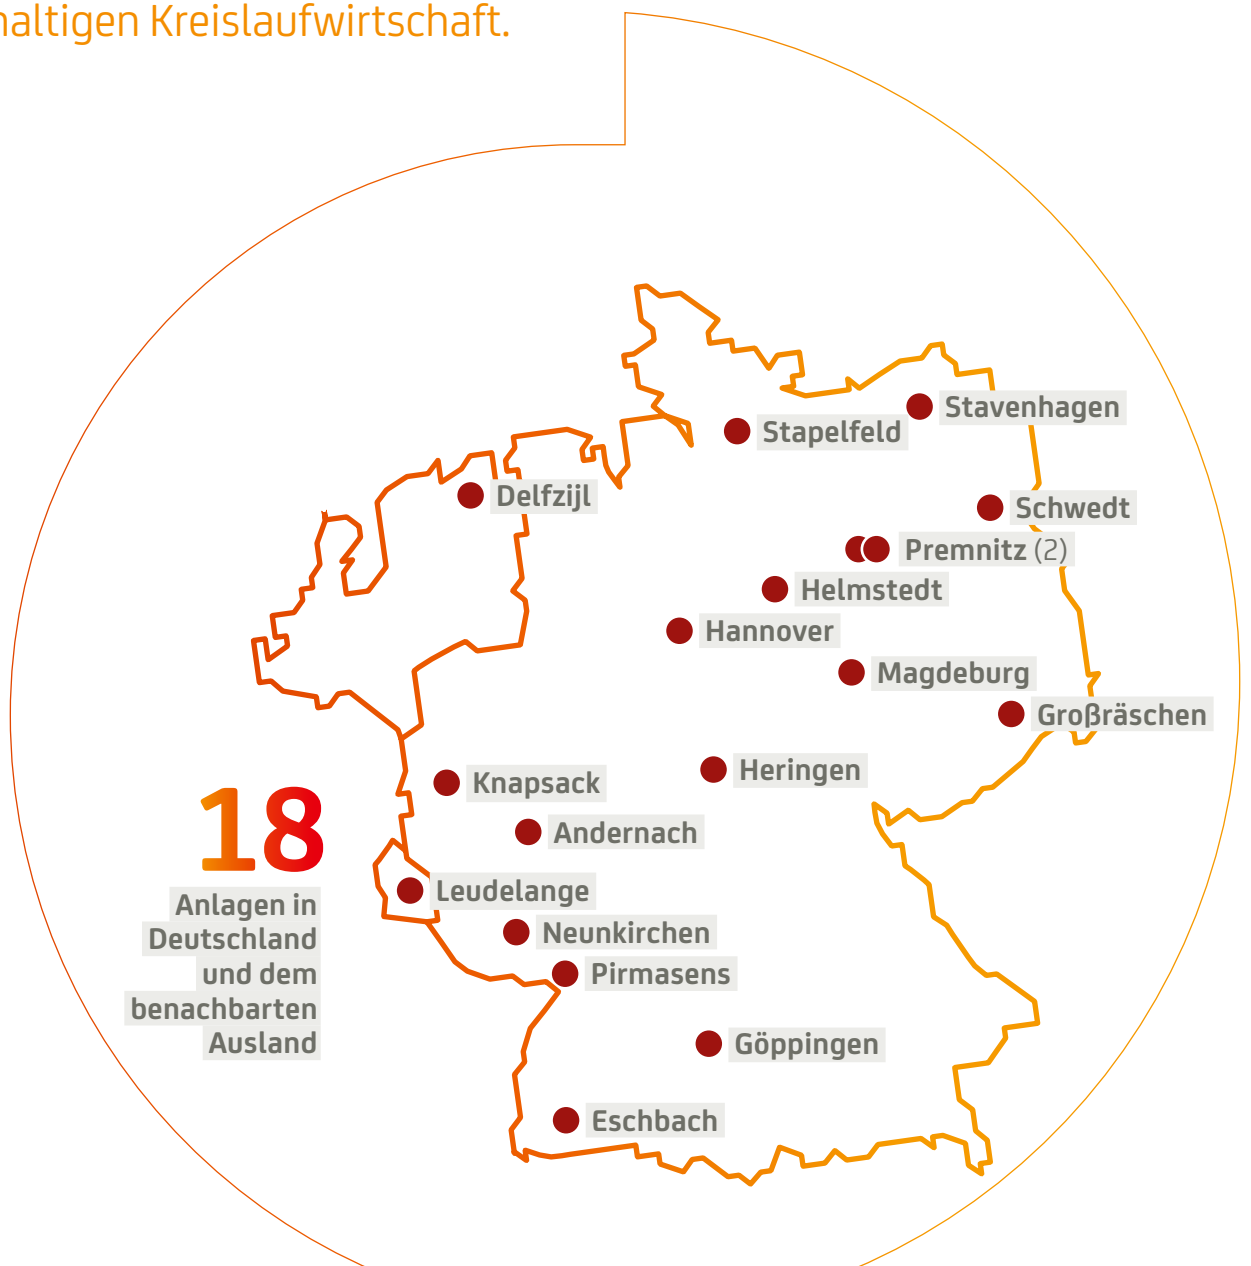 haltigen Kreislaufwirtschaft.
Stavenhagen
Stapelfeld
Delfzijl
Schwedt
Premnitz (2)
Helmstedt
Hannover
Magdeburg
Großräschen
Heringen
Knapsack
Andernach
Leudelange
Neunkirchen
Pirmasens
Göppingen
Eschbach
18
Anlagen in
Deutschland
und dem
benachbarten
Ausland